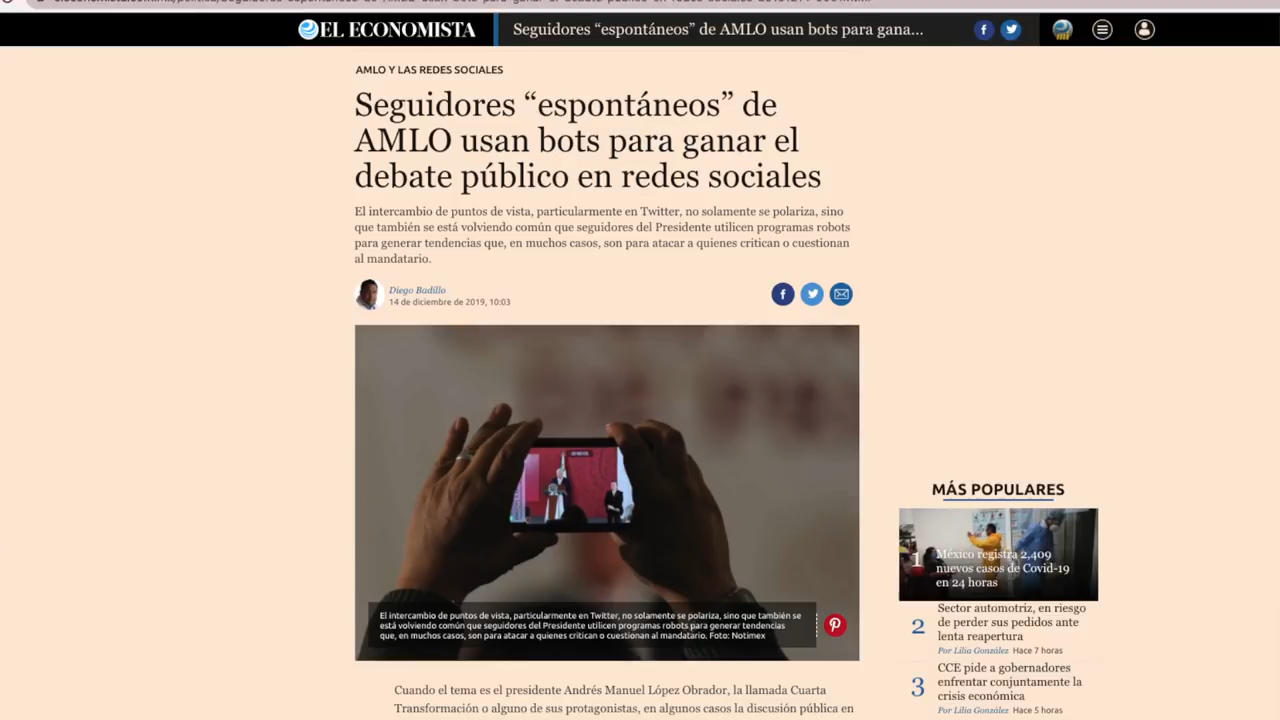 EL ECONOMISTA
Seguidores “espontáneos” de AMLO usan bots para gana...
AMLO Y LAS REDES SOCIALES
Seguidores “espontáneos” de
AMLO usan bots para ganar el
debate público en redes sociales
El intercambio de puntos de vista, particularmente en Twitter, no solamente se polariza, sino
que también se está volviendo común que seguidores del Presidente utilicen programas robots
para generar tendencias que, en muchos casos, son para atacar a quienes critican o cuestionan
al mandatario.
Diego Badillo
14 de diciembre de 2019, 10:03
El intercambio de puntos de vista, particularmente en Twitter, no solamente se polariza, sino que también se
está volviendo común que seguidores del Presidente utilicen programas robots para generar tendencias
que, en muchos casos, son para atacar a quienes critican o cuestionan al mandatario. Foto: Notimex
Cuando el tema es el presidente Andrés Manuel López Obrador, la llamada Cuarta
Transformación o alguno de sus protagonistas, en algunos casos la discusión pública en
MÁS POPULARES
1
México registra 2,409
nuevos casos de Covid-19
en 24 horas
2
Sector automotriz, en riesgo
de perder sus pedidos ante
lenta reapertura
Por Lilia González Hace 7 horas
3
CCE pide a gobernadores
enfrentar conjuntamente la
crisis económica
Por Lilia González Hace 5 horas